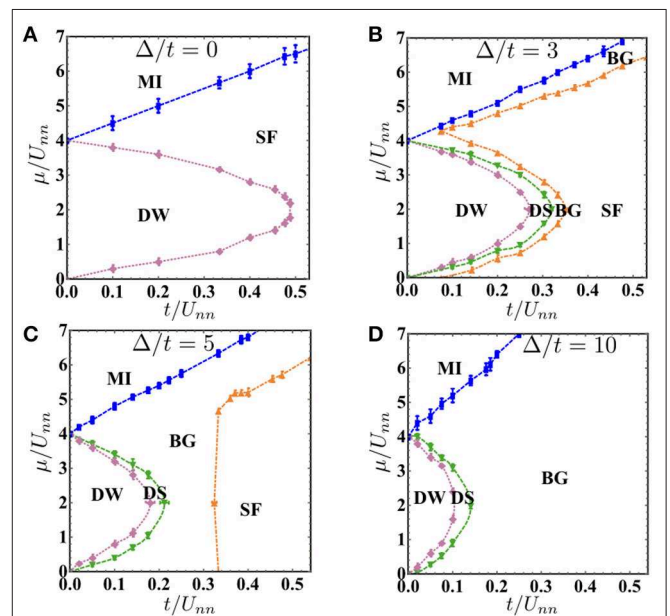 A
Δ/t = 0
7
6
5
4
3
2
1
0
μ/U_nn
MI
SF
DW
0.0 0.1 0.2 0.3 0.4 0.5
t/U_nn
B
Δ/t = 3
7
6
5
4
3
2
1
0
μ/U_nn
BG
MI
DW DS BG SF
0.0 0.1 0.2 0.3 0.4 0.5
t/U_nn
C
Δ/t = 5
7
6
5
4
3
2
1
0
μ/U_nn
MI
BG
DW DS
SF
0.0 0.1 0.2 0.3 0.4 0.5
t/U_nn
D
Δ/t = 10
7
6
5
4
3
2
1
0
μ/U_nn
MI
DW DS BG
0.0 0.1 0.2 0.3 0.4 0.5
t/U_nn